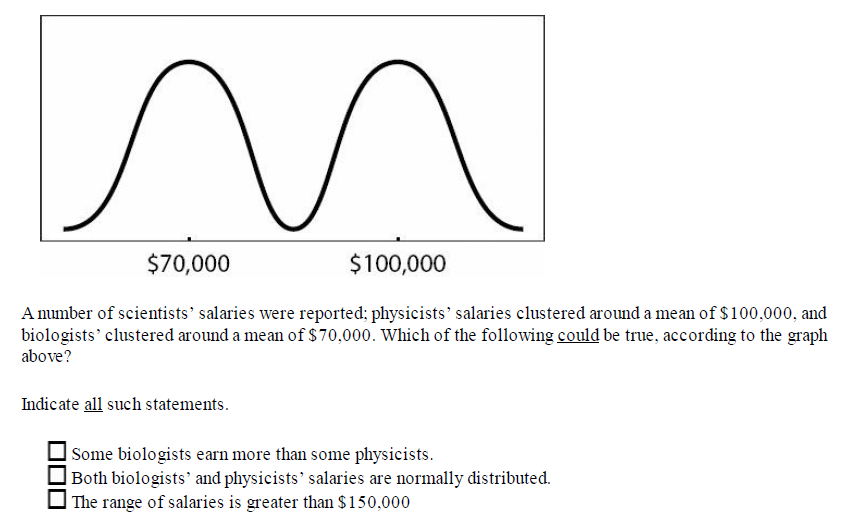 $70,000 $100,000
A number of scientists' salaries were reported; physicists' salaries clustered around a mean of $100,000, and
biologists' clustered around a mean of $70,000. Which of the following could be true, according to the graph
above?
Indicate all such statements.
Some biologists earn more than some physicists.
Both biologists' and physicists' salaries are normally distributed.
The range of salaries is greater than $150,000